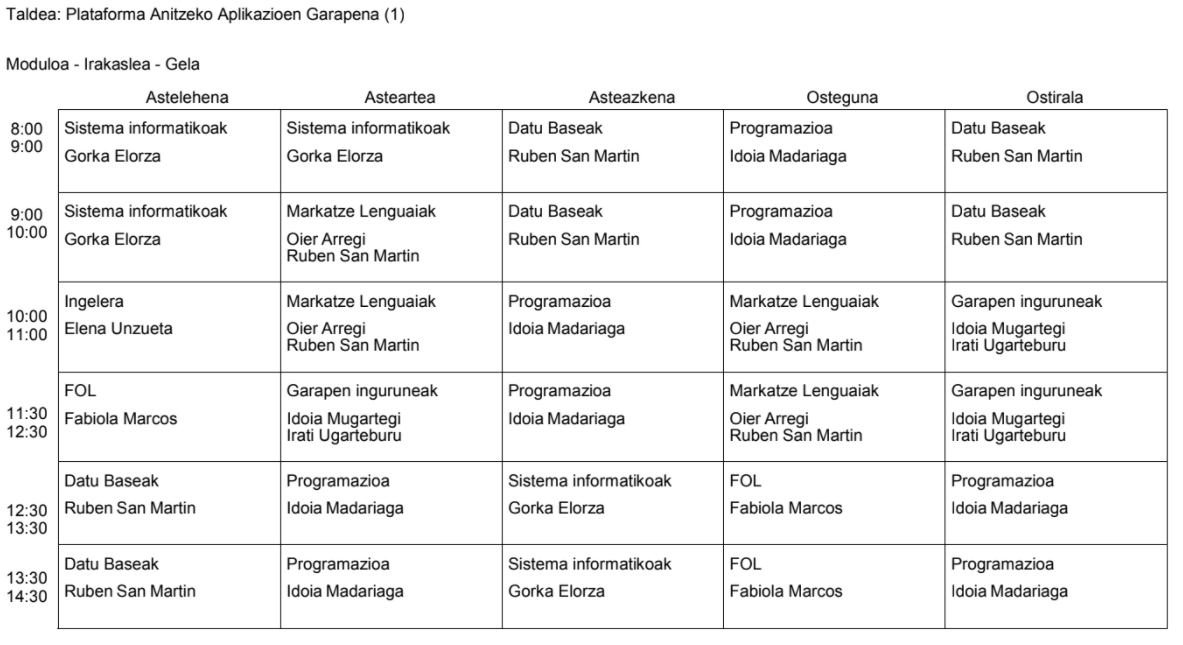 Taldea: Plataforma Anitzeko Aplikazioen Garapena (1)
Moduloa - Irakaslea - Gela
Astelehena Asteartea Asteazkena Osteguna Ostirala
8:00
9:00
Sistema informatikoak
Gorka Elorza
Sistema informatikoak
Gorka Elorza
Datu Baseak
Ruben San Martin
Programazioa
Idoia Madariaga
Datu Baseak
Ruben San Martin
9:00
10:00
Sistema informatikoak
Gorka Elorza
Markatze Lenguaiak
Oier Arregi
Ruben San Martin
Datu Baseak
Ruben San Martin
Programazioa
Idoia Madariaga
Datu Baseak
Ruben San Martin
10:00
11:00
Ingelera
Elena Unzueta
Markatze Lenguaiak
Oier Arregi
Ruben San Martin
Programazioa
Idoia Madariaga
Markatze Lenguaiak
Oier Arregi
Ruben San Martin
Garapen inguruneak
Idoia Mugartegi
Irati Ugarteburu
11:30
12:30
FOL
Fabiola Marcos
Garapen inguruneak
Idoia Mugartegi
Irati Ugarteburu
Programazioa
Idoia Madariaga
Markatze Lenguaiak
Oier Arregi
Ruben San Martin
Garapen inguruneak
Idoia Mugartegi
Irati Ugarteburu
12:30
13:30
Datu Baseak
Ruben San Martin
Programazioa
Idoia Madariaga
Sistema informatikoak
Gorka Elorza
FOL
Fabiola Marcos
Programazioa
Idoia Madariaga
13:30
14:30
Datu Baseak
Ruben San Martin
Programazioa
Idoia Madariaga
Sistema informatikoak
Gorka Elorza
FOL
Fabiola Marcos
Programazioa
Idoia Madariaga